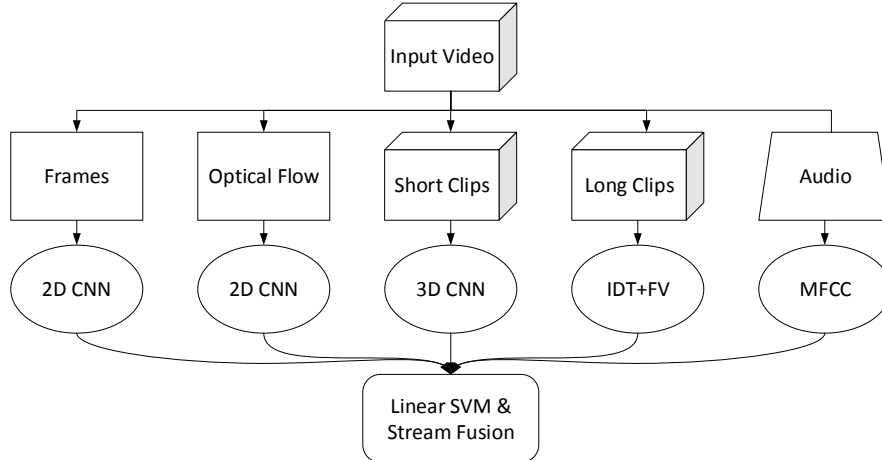 Input Video
Frames
Optical Flow
Short Clips
Long Clips
Audio
2D CNN
2D CNN
3D CNN
IDT+FV
MFCC
Linear SVM &
Stream Fusion